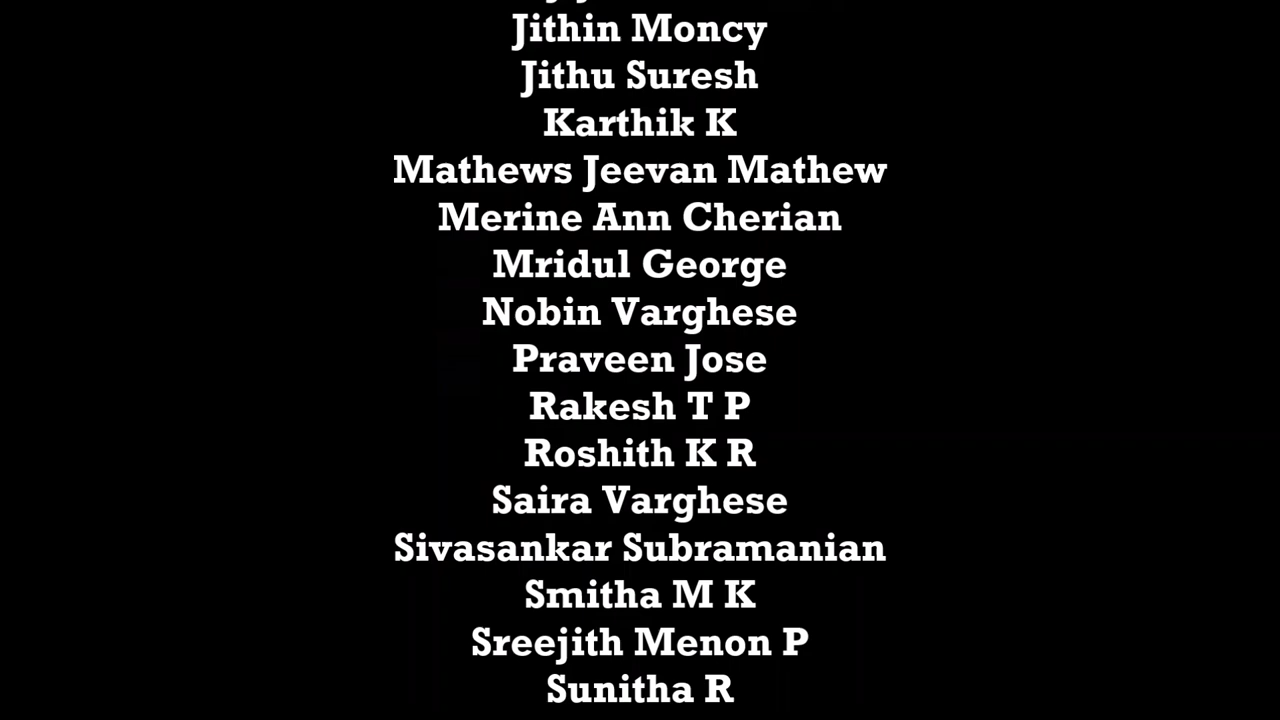 Jithin Moncy
Jithu Suresh
Karthik K
Mathews Jeevan Mathew
Merine Ann Cherian
Mridul George
Nobin Varghese
Praveen Jose
Rakesh T P
Roshith K R
Saira Varghese
Sivasankar Subramanian
Smitha M K
Sreejith Menon P
Sunitha R